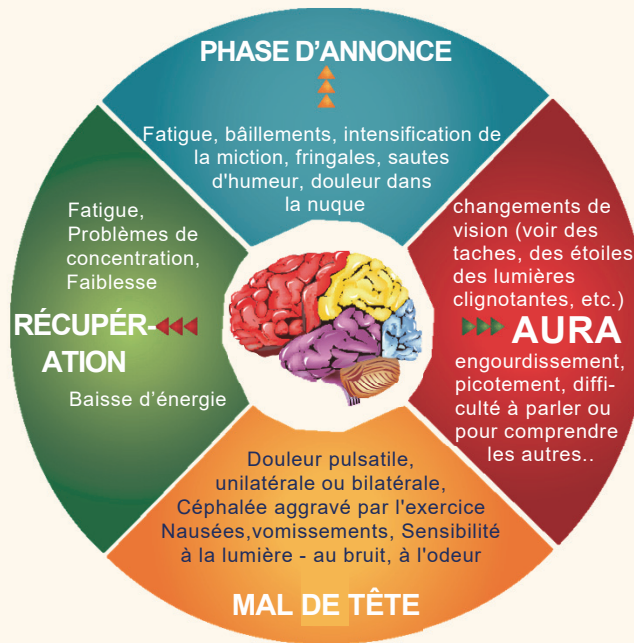 PHASE D'ANNONCE
Fatigue, bâillements, intensification de
la miction, fringales, sautes
d'humeur, douleur dans
la nuque
changements de
vision (voir des
taches, des étoiles
des lumières
clignotantes, etc.)
AURA
engourdissement,
picotement, diffi-
culté à parler ou
pour comprendre
les autres..
Douleur pulsatile,
unilatérale ou bilatérale,
Céphalée aggravé par l'exercice
Nausées,vomissements, Sensibilité
à la lumière - au bruit, à l'odeur
MAL DE TÊTE
Fatigue,
Problèmes de
concentration,
Faiblesse
RÉCUPÉR-
ATION
Baisse d’énergie